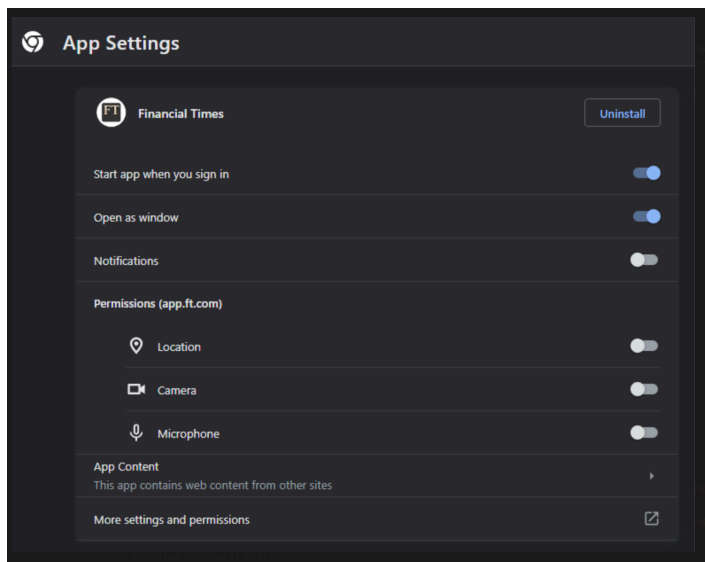 App Settings
FT
Financial Times
Uninstall
Start app when you sign in
Open as window
Notifications
Permissions (app.ft.com)
Location
Camera
Microphone
App Content
This app contains web content from other sites
More settings and permissions